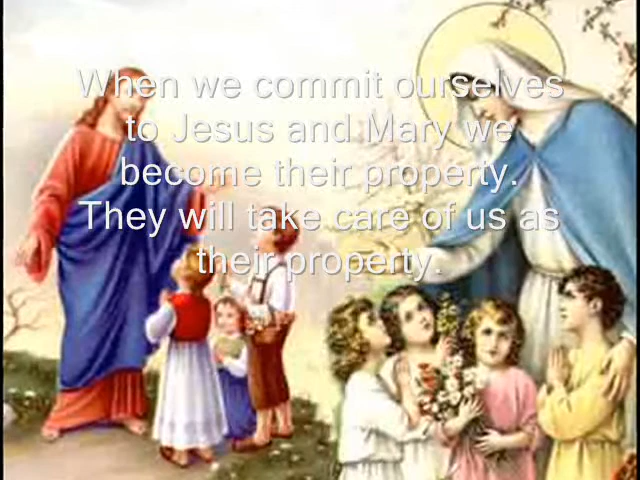 When we commit ourselves
to Jesus and Mary we
become their property.
They will take care of us as
their property.